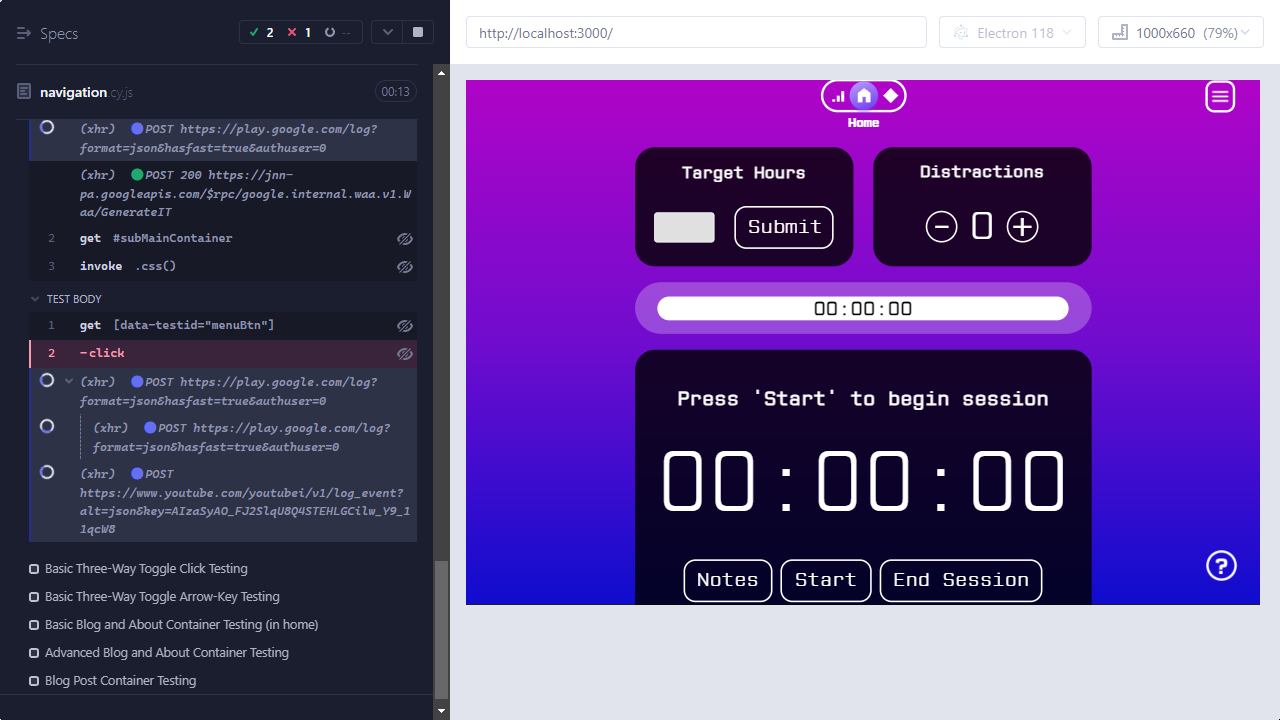 Specs
2
1
--
navigation.cy.js
00:13
(xhr) POST https://play.google.com/log?
format=json&hasfast=true&authuser=0
(xhr) POST 200 https://jnn-
pa.googleapis.com/$rpc/google.internal.waa.v1.W
aa/GenerateIT
2 get #subMainContainer
3 invoke .css()
TEST BODY
1 get [data-testid="menuBtn"]
2 -click
(xhr) POST https://play.google.com/log?
format=json&hasfast=true&authuser=0
(xhr) POST https://play.google.com/log?
format=json&hasfast=true&authuser=0
(xhr) POST
https://www.youtube.com/youtubei/v1/log_event?
alt=json&key=AIzaSyAO_FJ2SlqU8Q4STEHLGCilw_Y9_1
1qcW8
Basic Three-Way Toggle Click Testing
Basic Three-Way Toggle Arrow-Key Testing
Basic Blog and About Container Testing (in home)
Advanced Blog and About Container Testing
Blog Post Container Testing
http://localhost:3000/
Electron 118
1000x660 (79%)
Home
Target Hours
Submit
Distractions
0
00:00:00
Press 'Start' to begin session
00:00:00
Notes
Start
End Session
?